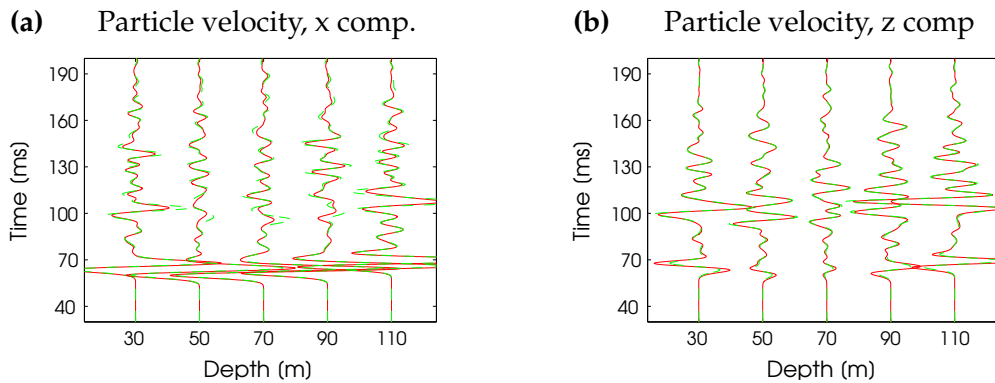 (a) Particle velocity, x comp.
190
160
130
100
70
40
Time (ms)
30 50 70 90 110
Depth (m)
(b) Particle velocity, z comp
190
160
130
100
70
40
Time (ms)
30 50 70 90 110
Depth (m)